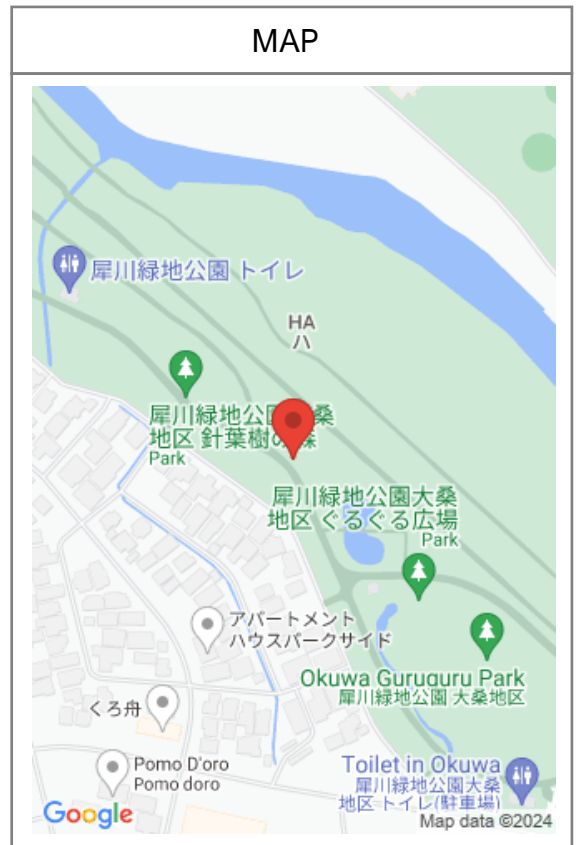 MAP
犀川緑地公園 トイレ
HA
ハ
犀川緑地公園 桑
地区 針葉樹の森
Park
犀川緑地公園大桑
地区 ぐるぐる広場
Park
アパートメント
ハウスパークサイド
Okuwa Guruguru Park
犀川緑地公園 大桑地区
くろ舟
Pomo D'oro
Pomo doro
Toilet in Okuwa
犀川緑地公園大桑
地区 トイレ(駐車場)
Google
Map data ©2024